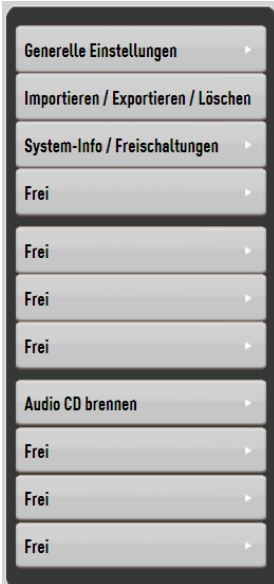 Generelle Einstellungen
Importieren / Exportieren / Löschen
System-Info / Freischaltungen
Frei
Frei
Frei
Frei
Audio CD brennen
Frei
Frei
Frei